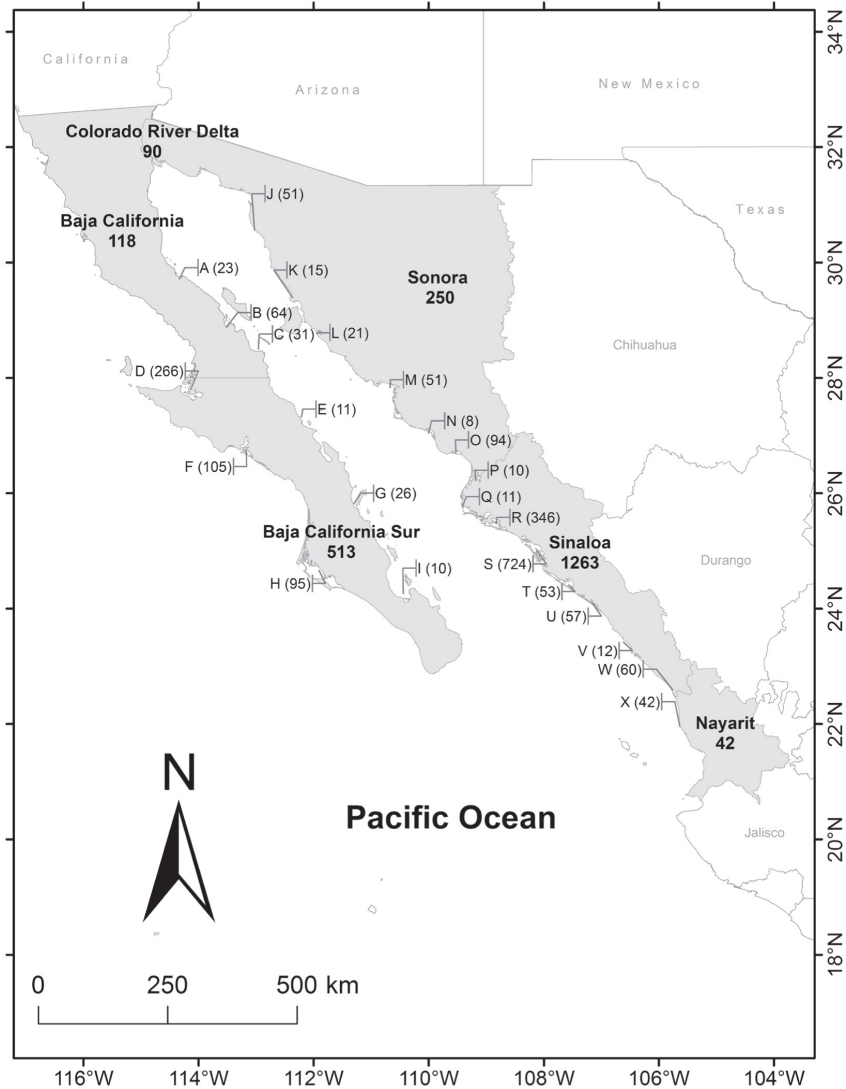 California
Arizona
New Mexico
34°N
Colorado River Delta
90
32°N
Texas
J (51)
Baja California
118
A (23)
K (15)
Sonora
250
30°N
B (64)
C (31)
L (21)
Chihuahua
D (266)
M (51)
28°N
E (11)
N (8)
O (94)
F (105)
P (10)
G (26)
Q (11)
26°N
R (346)
Baja California Sur
513
Sinaloa
1263
S (724)
Durango
I (10)
H (95)
T (53)
U (57)
24°N
V (12)
W (60)
X (42)
Nayarit
42
22°N
N
Pacific Ocean
Jalisco
20°N
18°N
0 250 500 km
116°W 114°W 112°W 110°W 108°W 106°W 104°W